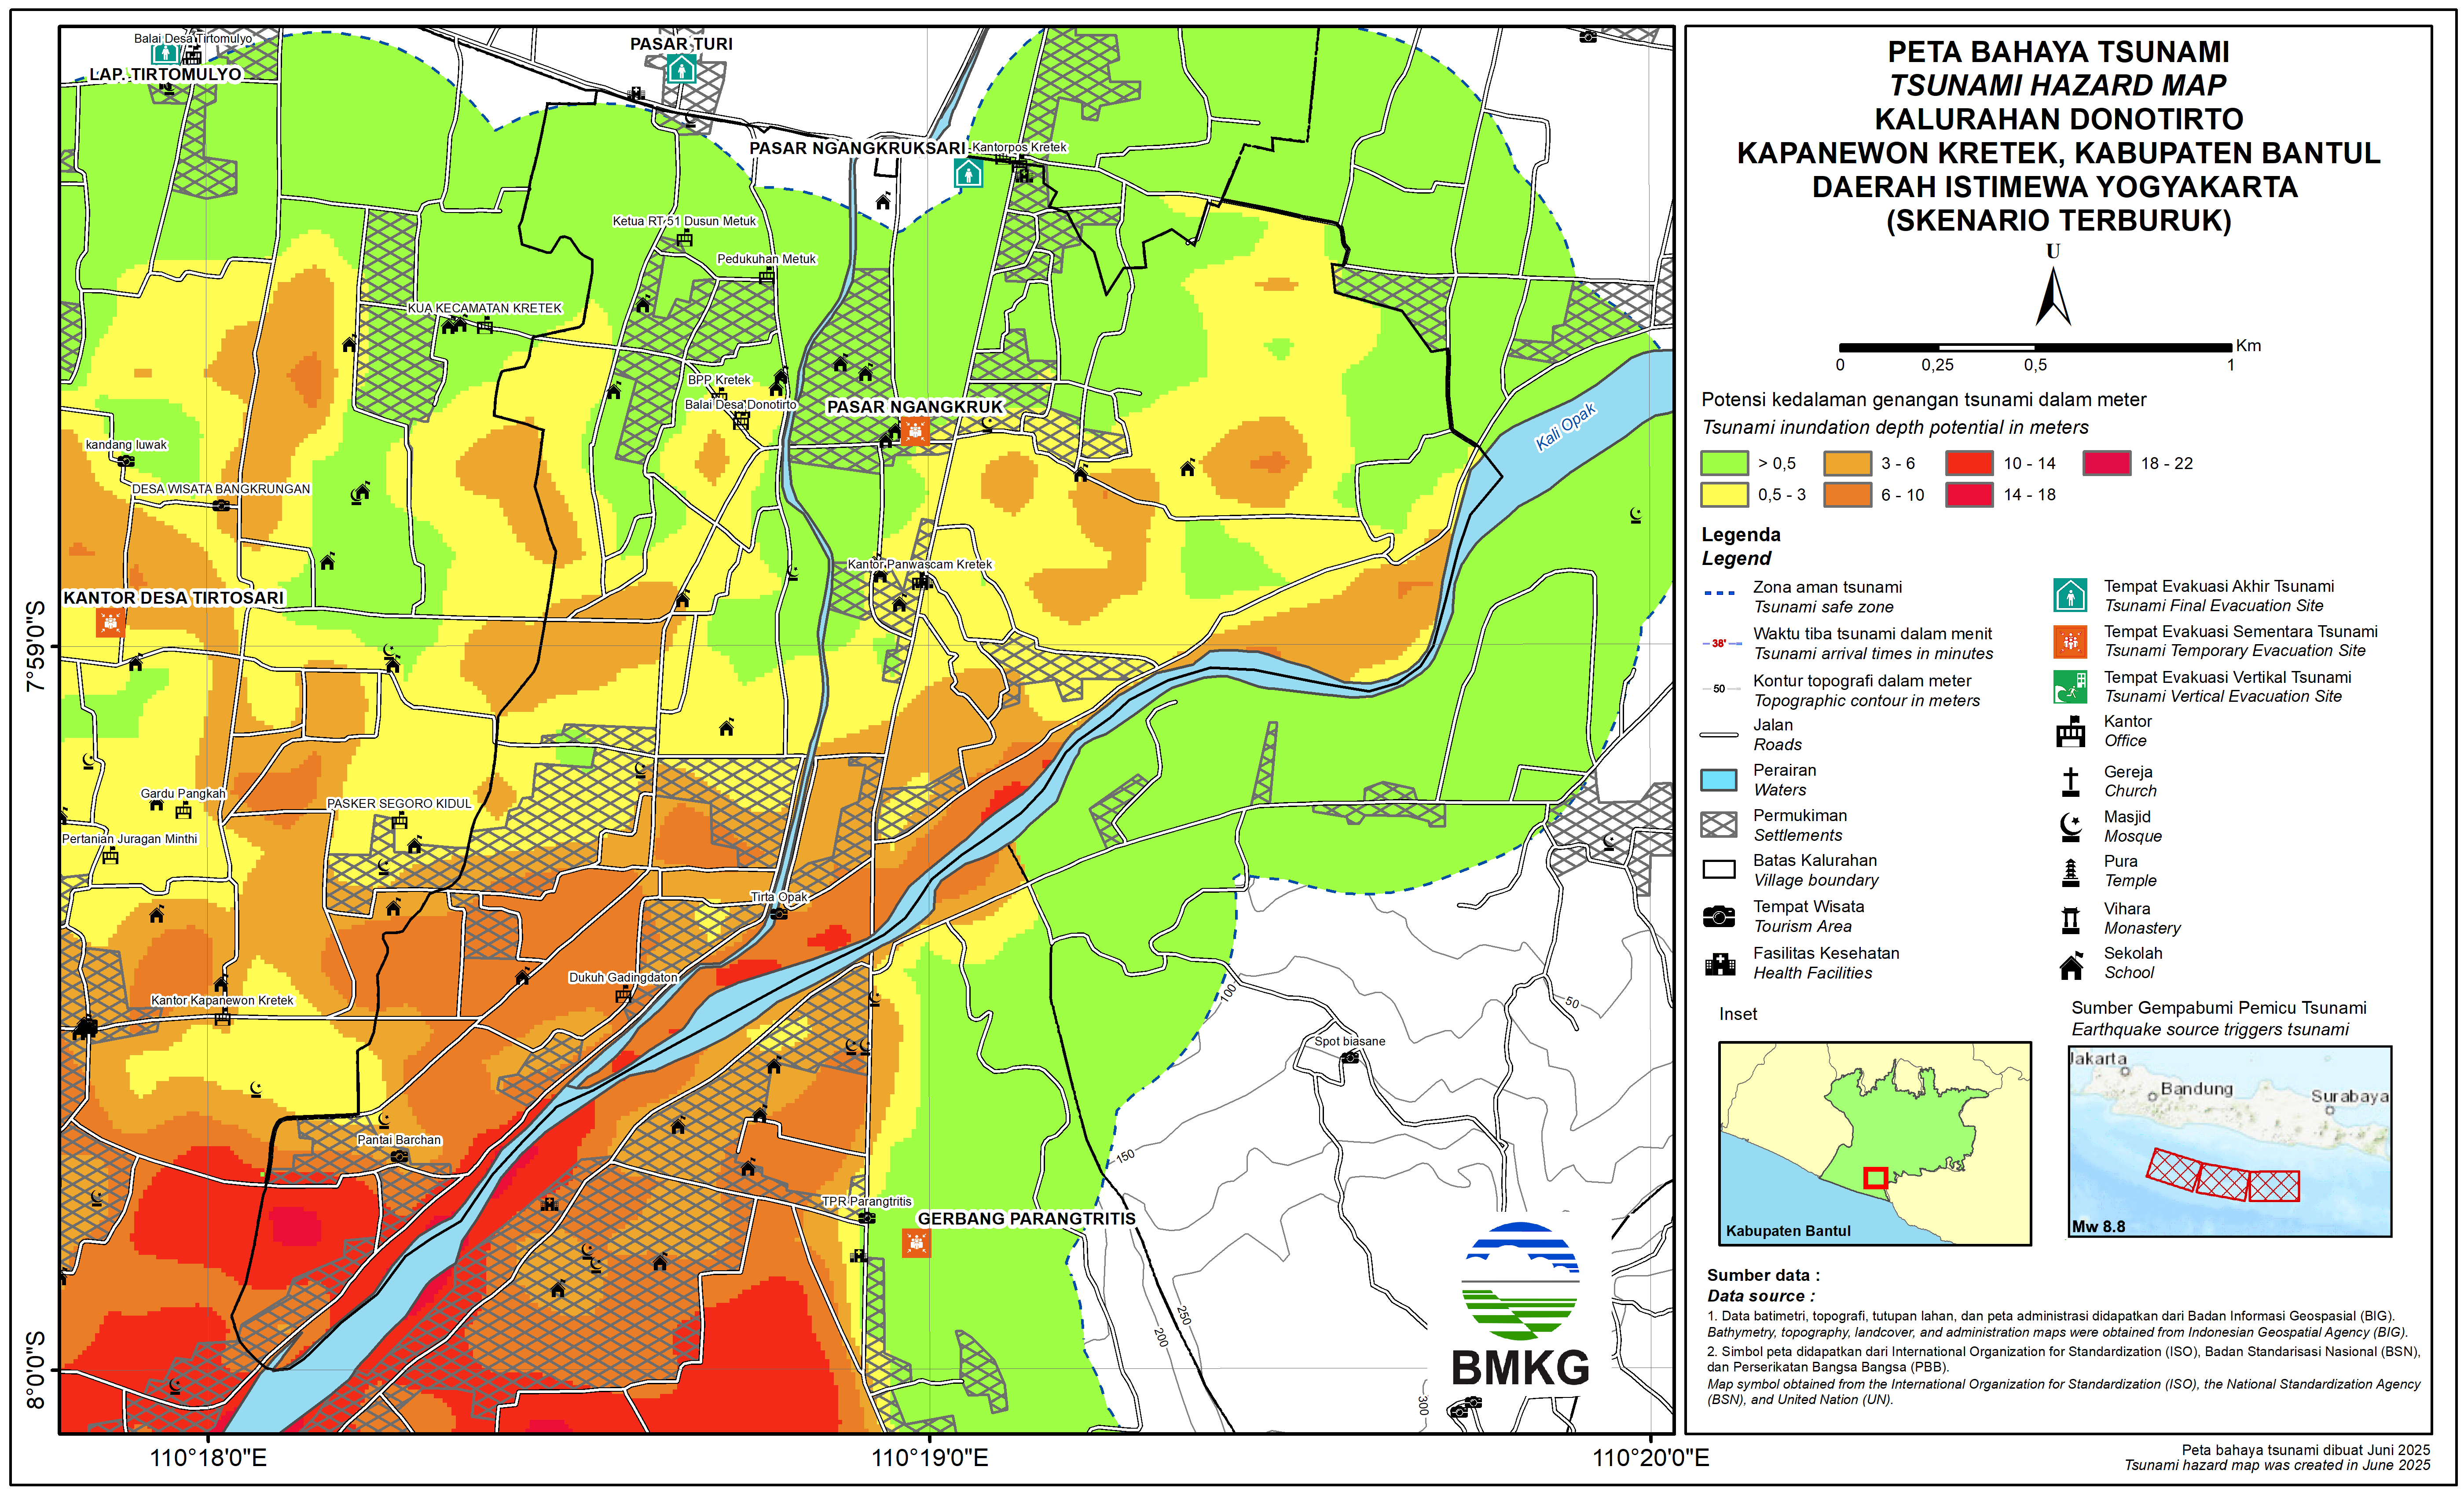 PETA BAHAYA TSUNAMI
TSUNAMI HAZARD MAP
KALURAHAN DONOTIRTO
KAPANEWON KRETEK, KABUPATEN BANTUL
DAERAH ISTIMEWA YOGYAKARTA
(SKENARIO TERBURUK)
U
Km
0
0,25
0,5
1
Potensi kedalaman genangan tsunami dalam meter
Tsunami inundation depth potential in meters
> 0,5
3 - 6
10 - 14
18 - 22
0,5 - 3
6 - 10
14 - 18
Legenda
Legend
Zona aman tsunami
Tsunami safe zone
38'
Waktu tiba tsunami dalam menit
Tsunami arrival times in minutes
50
Kontur topografi dalam meter
Topographic contour in meters
Jalan
Roads
Perairan
Waters
Permukiman
Settlements
Batas Kalurahan
Village boundary
Tempat Wisata
Tourism Area
Fasilitas Kesehatan
Health Facilities
Tempat Evakuasi Akhir Tsunami
Tsunami Final Evacuation Site
Tempat Evakuasi Sementara Tsunami
Tsunami Temporary Evacuation Site
Tempat Evakuasi Vertikal Tsunami
Tsunami Vertical Evacuation Site
Kantor
Office
Gereja
Church
Masjid
Mosque
Pura
Temple
Vihara
Monastery
Sekolah
School
Inset
Kabupaten Bantul
Sumber Gempabumi Pemicu Tsunami
Earthquake source triggers tsunami
Jakarta
Bandung
Surabaya
Mw 8.8
Sumber data :
Data source :
1. Data batimetri, topografi, tutupan lahan, dan peta administrasi didapatkan dari Badan Informasi Geospasial (BIG).
Bathymetry, topography, landcover, and administration maps were obtained from Indonesian Geospatial Agency (BIG).
2. Simbol peta didapatkan dari International Organization for Standardization (ISO), Badan Standarisasi Nasional (BSN),
dan Perserikatan Bangsa Bangsa (PBB).
Map symbol obtained from the International Organization for Standardization (ISO), the National Standardization Agency
(BSN), and United Nation (UN).
Peta bahaya tsunami dibuat Juni 2025
Tsunami hazard map was created in June 2025
Balai Desa Tirtomulyo
LAP. TIRTOMULYO
PASAR TURI
PASAR NGANGKRUKSARI
Kantorpos Kretek
Ketua RT 51 Dusun Metuk
Pedukuhan Metuk
KUA KECAMATAN KRETEK
BPP Kretek
Balai Desa Donotirto
PASAR NGANGKRUK
Kali Opak
kandang luwak
DESA WISATA BANGKRUNGAN
Kantor Panwascam Kretek
KANTOR DESA TIRTOSARI
Gardu Pangkah
PASKER SEGORO KIDUL
Pertanian Juragan Minthi
Tirta Opak
Dukuh Gadingdaton
Kantor Kapanewon Kretek
100
50
Spot biasane
Pantai Barchan
150
TPR Parangtritis
GERBANG PARANGTRITIS
250
200
300
BMKG
7°59'0"S
8°0'0"S
110°18'0"E
110°19'0"E
110°20'0"E